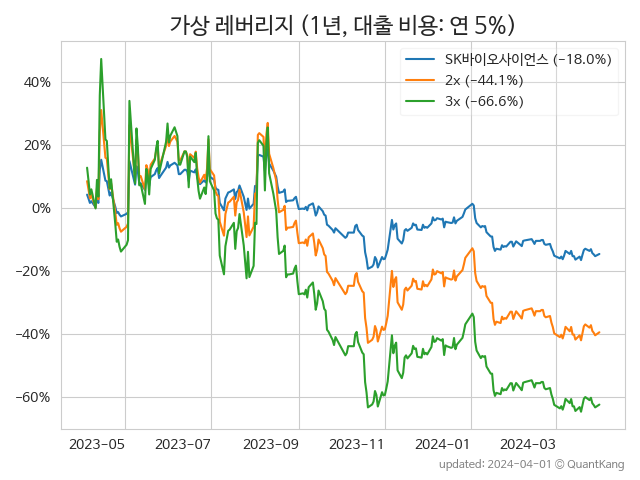 가상 레버리지 (1년, 대출 비용: 연 5%)
SK바이오사이언스 (−18.0%)
2x (−44.1%)
3x (−66.6%)
40%
20%
0%
−20%
−40%
−60%
2023-05 2023-07 2023-09 2023-11 2024-01 2024-03
updated: 2024-04-01 © QuantKang